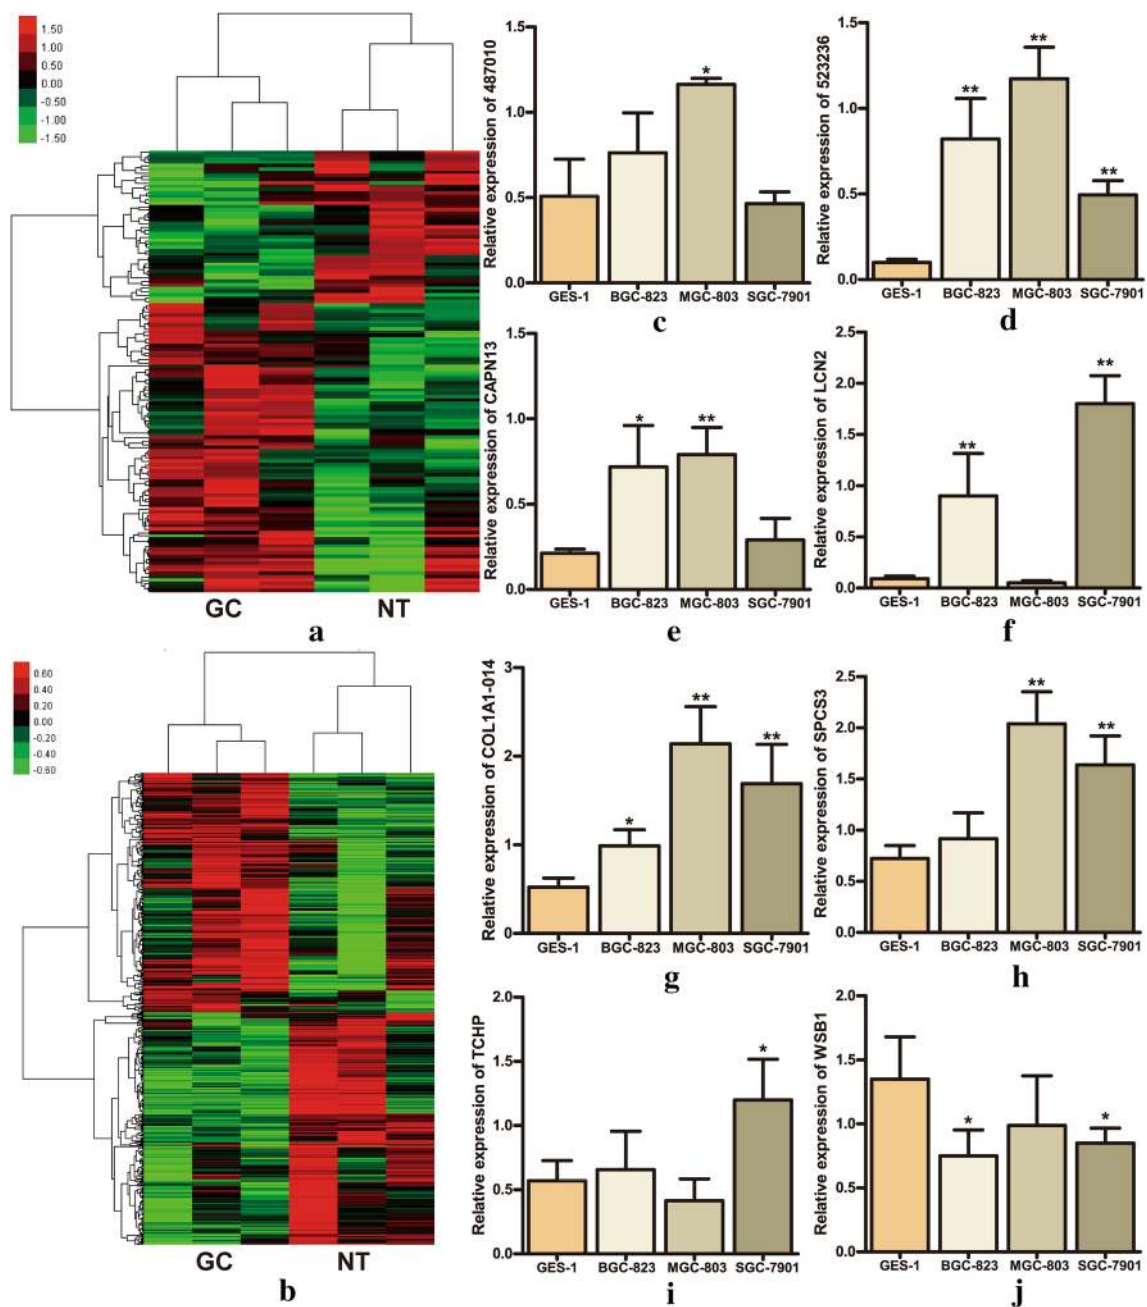 1.50
1.00
0.50
0.00
-0.50
-1.00
-1.50
GC NT
a
Relative expression of 487010
1.5
1.0
0.5
0.0
*
GES-1 BGC-823 MGC-803 SGC-7901
c
Relative expression of 523236
1.5
1.0
0.5
0.0
** ** **
GES-1 BGC-823 MGC-803 SGC-7901
d
Relative expression of CAPN13
1.5
1.0
0.5
0.0
* **
GES-1 BGC-823 MGC-803 SGC-7901
e
Relative expression of LCN2
2.5
2.0
1.5
1.0
0.5
0.0
** **
GES-1 BGC-823 MGC-803 SGC-7901
f
0.60
0.40
0.20
0.00
-0.20
-0.40
-0.60
GC NT
b
Relative expression of COL1A1-014
3
2
1
0
* ** **
GES-1 BGC-823 MGC-803 SGC-7901
g
Relative expression of SPCS3
2.5
2.0
1.5
1.0
0.5
0.0
** **
GES-1 BGC-823 MGC-803 SGC-7901
h
Relative expression of TCHP
2.0
1.5
1.0
0.5
0.0
*
GES-1 BGC-823 MGC-803 SGC-7901
i
Relative expression of WSB1
2.0
1.5
1.0
0.5
0.0
* *
GES-1 BGC-823 MGC-803 SGC-7901
j